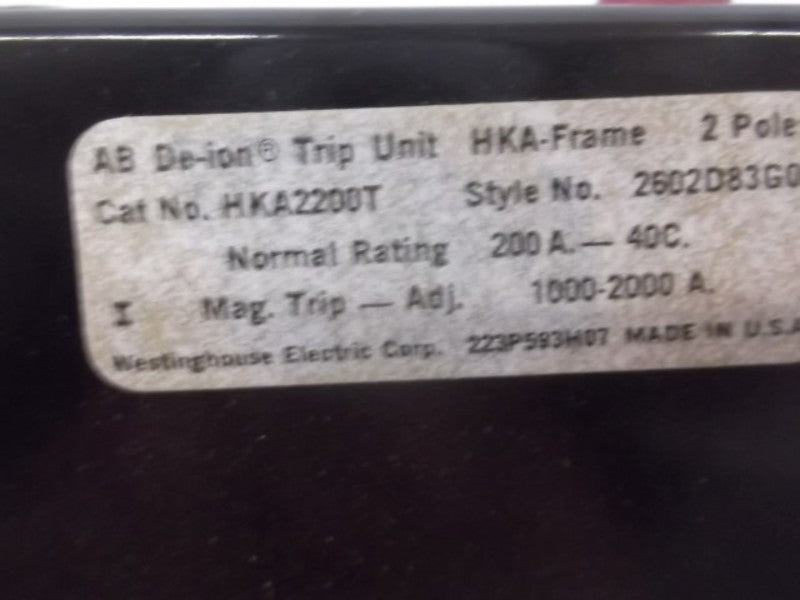 AB De-ion® Trip Unit HKA-Frame 2 Pole
Cat No. HKA2200T Style No. 2602D83G0
Normal Rating 200 A. — 40C.
I Mag. Trip — Adj. 1000-2000 A.
Westinghouse Electric Corp. 223P593H07 MADE IN U.S.A